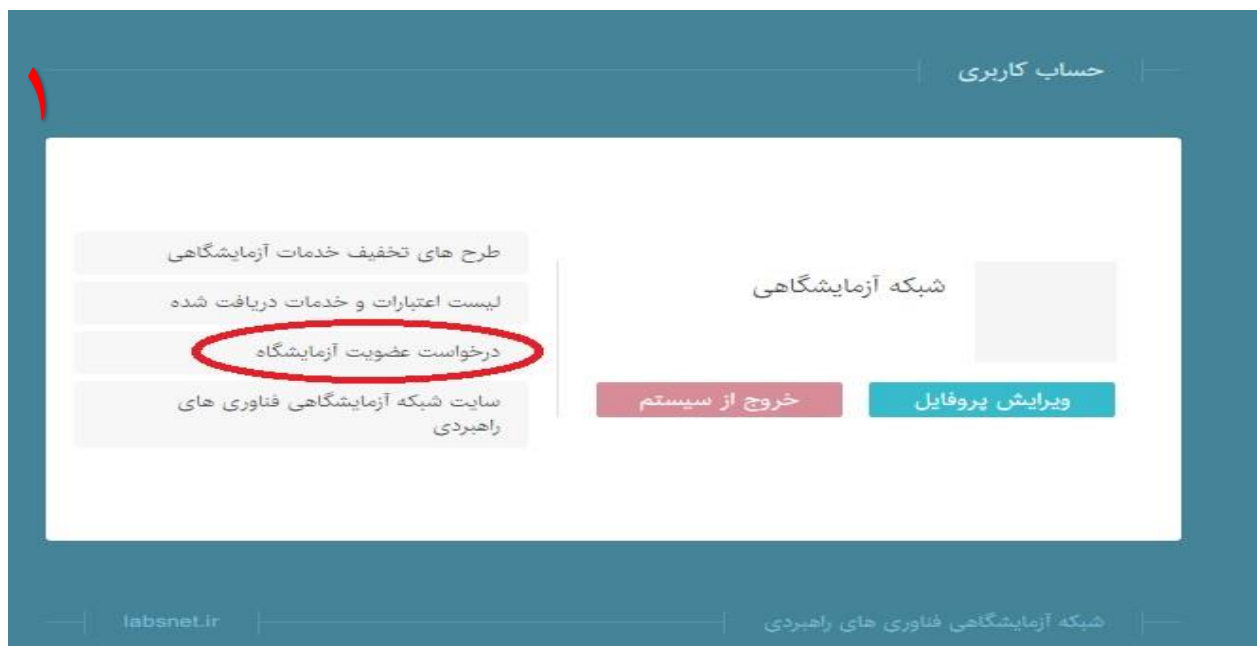 حساب کاربری
۱
شبکه آزمایشگاهی
ویرایش پروفایل
خروج از سیستم
طرح های تخفیف خدمات آزمایشگاهی
لیست اعتبارات و خدمات دریافت شده
درخواست عضویت آزمایشگاه
سایت شبکه آزمایشگاهی فناوری های
راهبردی
شبکه آزمایشگاهی فناوری های راهبردی
labsnet.ir